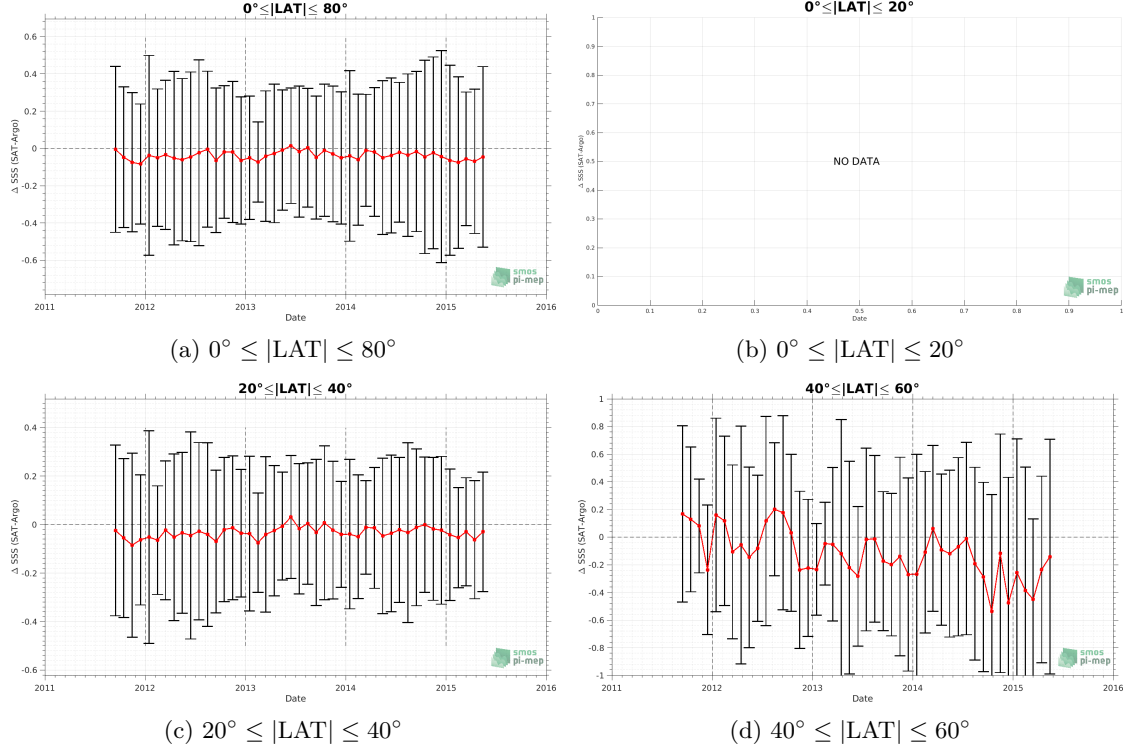 0°≤|LAT|≤ 80°
0.6
0.4
0.2
0
-0.2
-0.4
-0.6
Δ SSS (SAT-Argo)
2011 2012 2013 2014 2015 2016
Date
smos
pi-mep
(a) 0° ≤ |LAT| ≤ 80°
0°≤|LAT|≤ 20°
1
0.9
0.8
0.7
0.6
0.5
0.4
0.3
0.2
0.1
0
Δ SSS (SAT-Argo)
NO DATA
0 0.1 0.2 0.3 0.4 0.5 0.6 0.7 0.8 0.9 1
Date
smos
pi-mep
(b) 0° ≤ |LAT| ≤ 20°
20°≤|LAT|≤ 40°
0.4
0.2
0
-0.2
-0.4
-0.6
Δ SSS (SAT-Argo)
2011 2012 2013 2014 2015 2016
Date
smos
pi-mep
(c) 20° ≤ |LAT| ≤ 40°
40°≤|LAT|≤ 60°
1
0.8
0.6
0.4
0.2
0
-0.2
-0.4
-0.6
-0.8
-1
Δ SSS (SAT-Argo)
2011 2012 2013 2014 2015 2016
Date
smos
pi-mep
(d) 40° ≤ |LAT| ≤ 60°